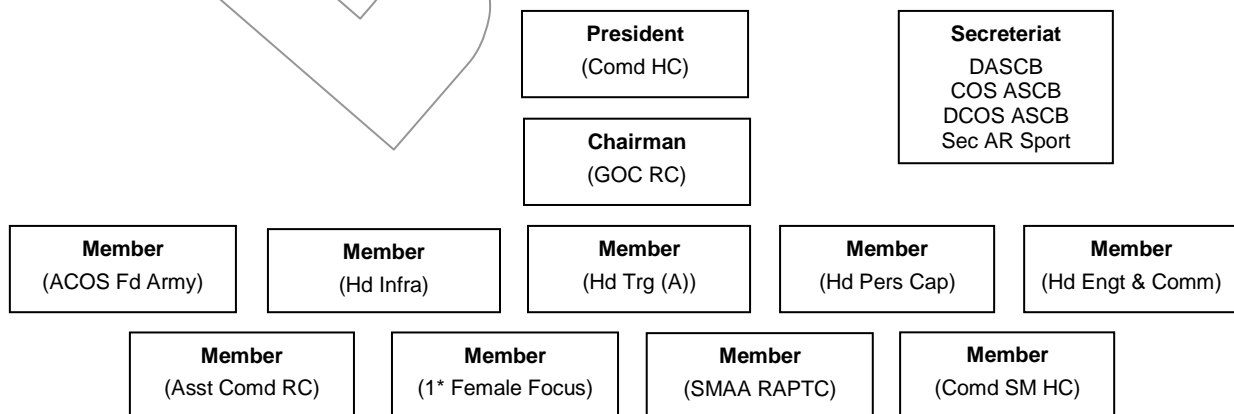 President
(Comd HC)
Secreteriat
DASCB
COS ASCB
DCOS ASCB
Sec AR Sport
Chairman
(GOC RC)
Member
(ACOS Fd Army)
Member
(Hd Infra)
Member
(Hd Trg (A))
Member
(Hd Pers Cap)
Member
(Hd Engt & Comm)
Member
(Asst Comd RC)
Member
(1* Female Focus)
Member
(SMAA RAPTC)
Member
(Comd SM HC)